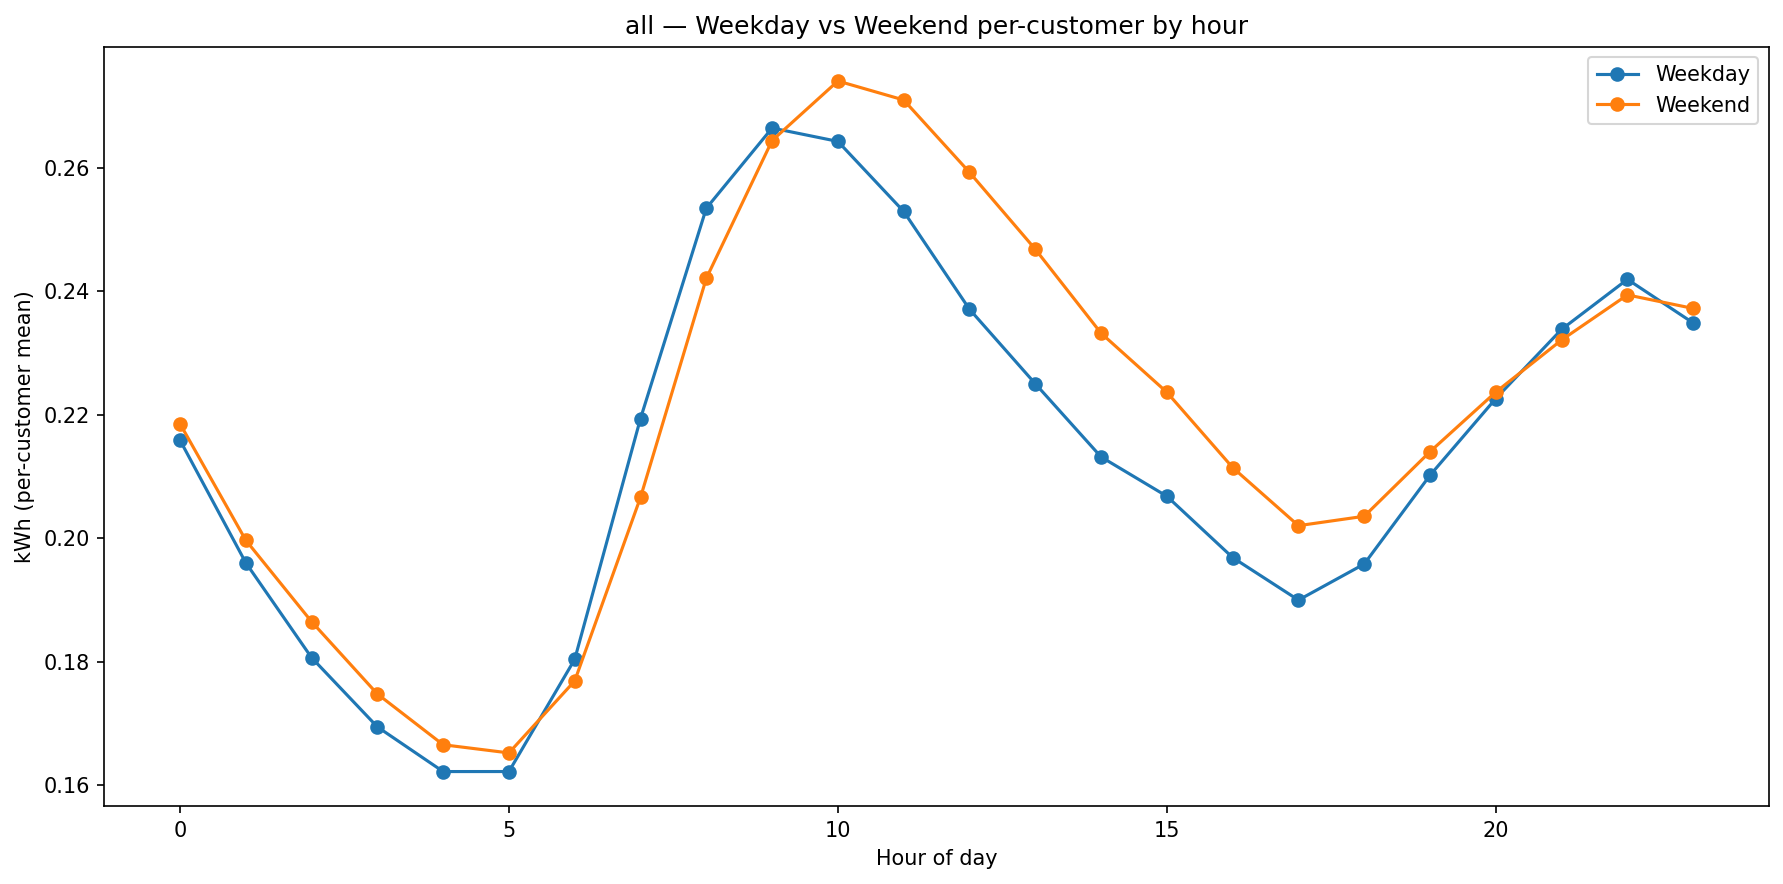 all — Weekday vs Weekend per-customer by hour
Weekday
Weekend
kWh (per-customer mean)
0.26
0.24
0.22
0.20
0.18
0.16
0
5
10
15
20
Hour of day